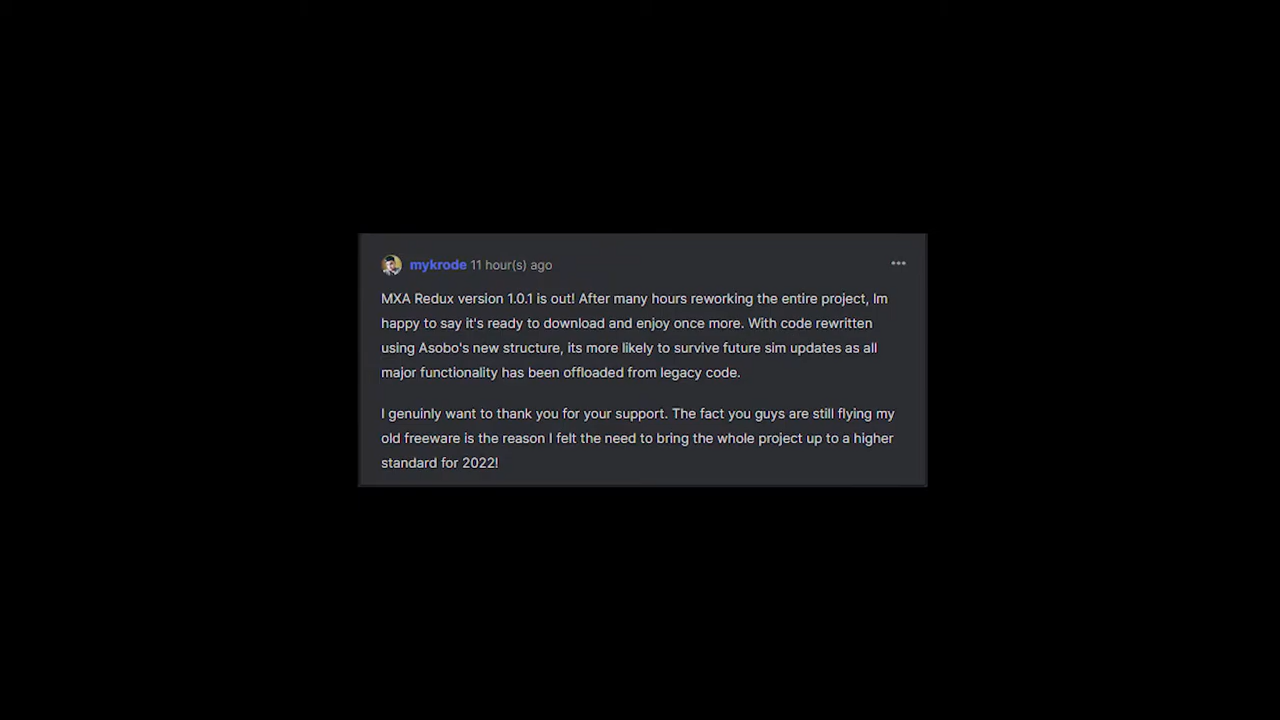 mykrode 11 hour(s) ago
MXA Redux version 1.0.1 is out! After many hours reworking the entire project, Im
happy to say it's ready to download and enjoy once more. With code rewritten
using Asobo's new structure, its more likely to survive future sim updates as all
major functionality has been offloaded from legacy code.
I genuinly want to thank you for your support. The fact you guys are still flying my
old freeware is the reason I felt the need to bring the whole project up to a higher
standard for 2022!